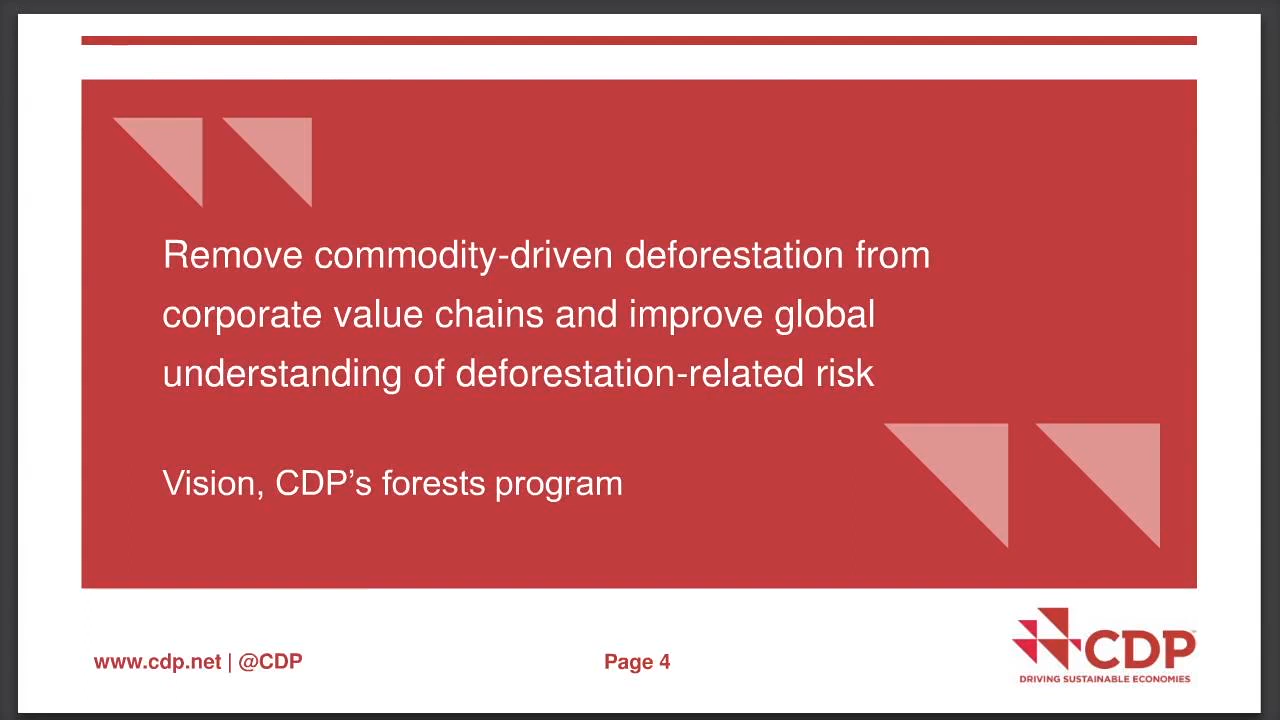 Remove commodity-driven deforestation from
corporate value chains and improve global
understanding of deforestation-related risk
Vision, CDP’s forests program
www.cdp.net | @CDP
Page 4
CDP
DRIVING SUSTAINABLE ECONOMIES